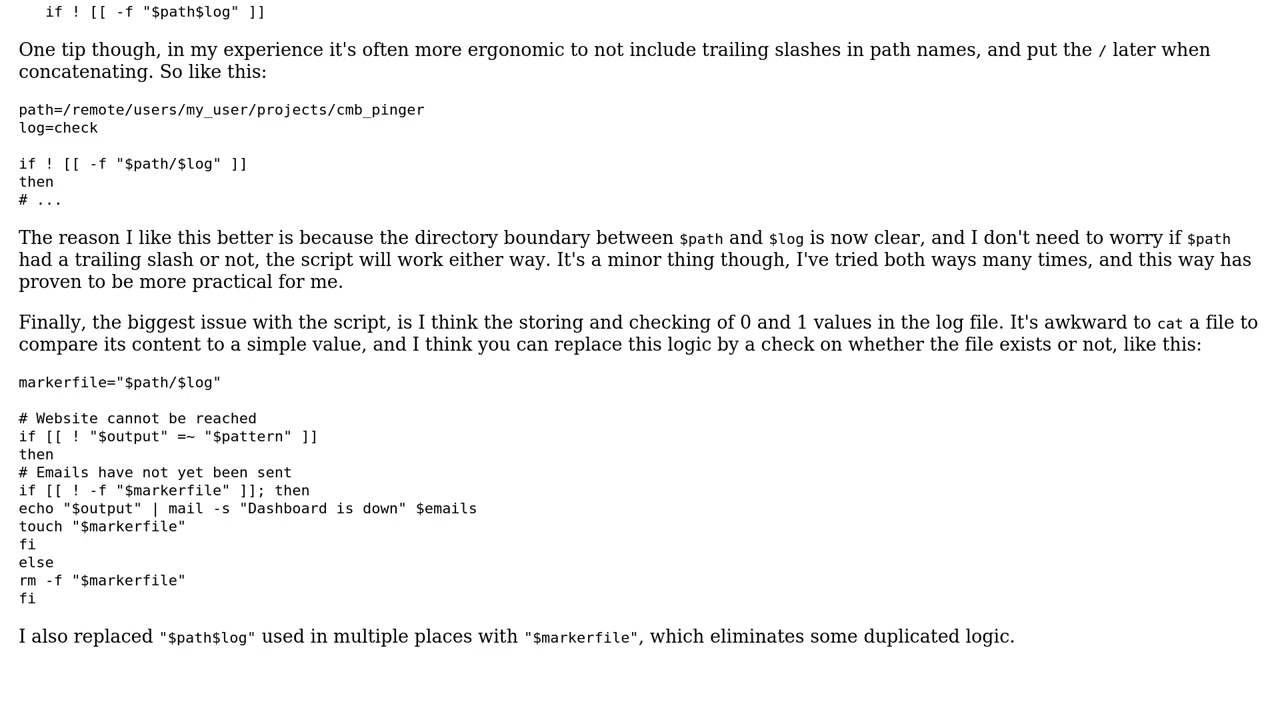 if ! [[ -f "$path$log" ]]
One tip though, in my experience it's often more ergonomic to not include trailing slashes in path names, and put the / later when
concatenating. So like this:
path=/remote/users/my_user/projects/cmb_pinger
log=check
if ! [[ -f "$path/$log" ]]
then
# ...
The reason I like this better is because the directory boundary between $path and $log is now clear, and I don't need to worry if $path
had a trailing slash or not, the script will work either way. It's a minor thing though, I've tried both ways many times, and this way has
proven to be more practical for me.
Finally, the biggest issue with the script, is I think the storing and checking of 0 and 1 values in the log file. It's awkward to cat a file to
compare its content to a simple value, and I think you can replace this logic by a check on whether the file exists or not, like this:
markerfile="$path/$log"
# Website cannot be reached
if [[ ! "$output" =~ "$pattern" ]]
then
# Emails have not yet been sent
if [[ ! -f "$markerfile" ]]; then
echo "$output" | mail -s "Dashboard is down" $emails
touch "$markerfile"
fi
else
rm -f "$markerfile"
fi
I also replaced "$path$log" used in multiple places with "$markerfile", which eliminates some duplicated logic.